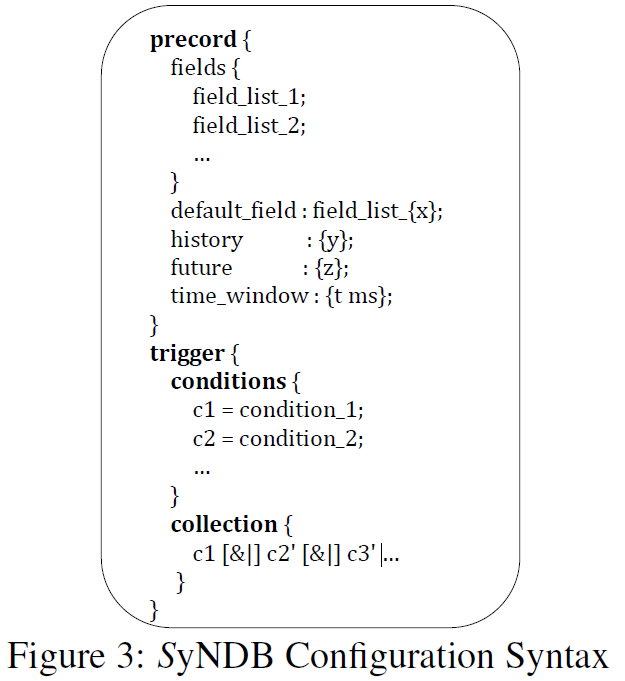 precord {
fields {
field_list_1;
field_list_2;
...
}
default_field : field_list_{x};
history : {y};
future : {z};
time_window : {t ms};
}
trigger {
conditions {
c1 = condition_1;
c2 = condition_2;
...
}
collection {
c1 [&|] c2' [&|] c3' |...
}
}
Figure 3: SyNDB Configuration Syntax